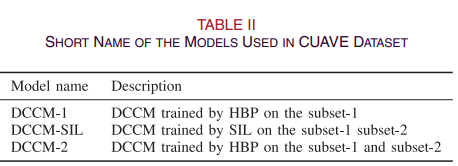 TABLE II
SHORT NAME OF THE MODELS USED IN CUAVE DATASET
Model name Description
DCCM-1 DCCM trained by HBP on the subset-1
DCCM-SIL DCCM trained by SIL on the subset-1 subset-2
DCCM-2 DCCM trained by HBP on the subset-1 and subset-2